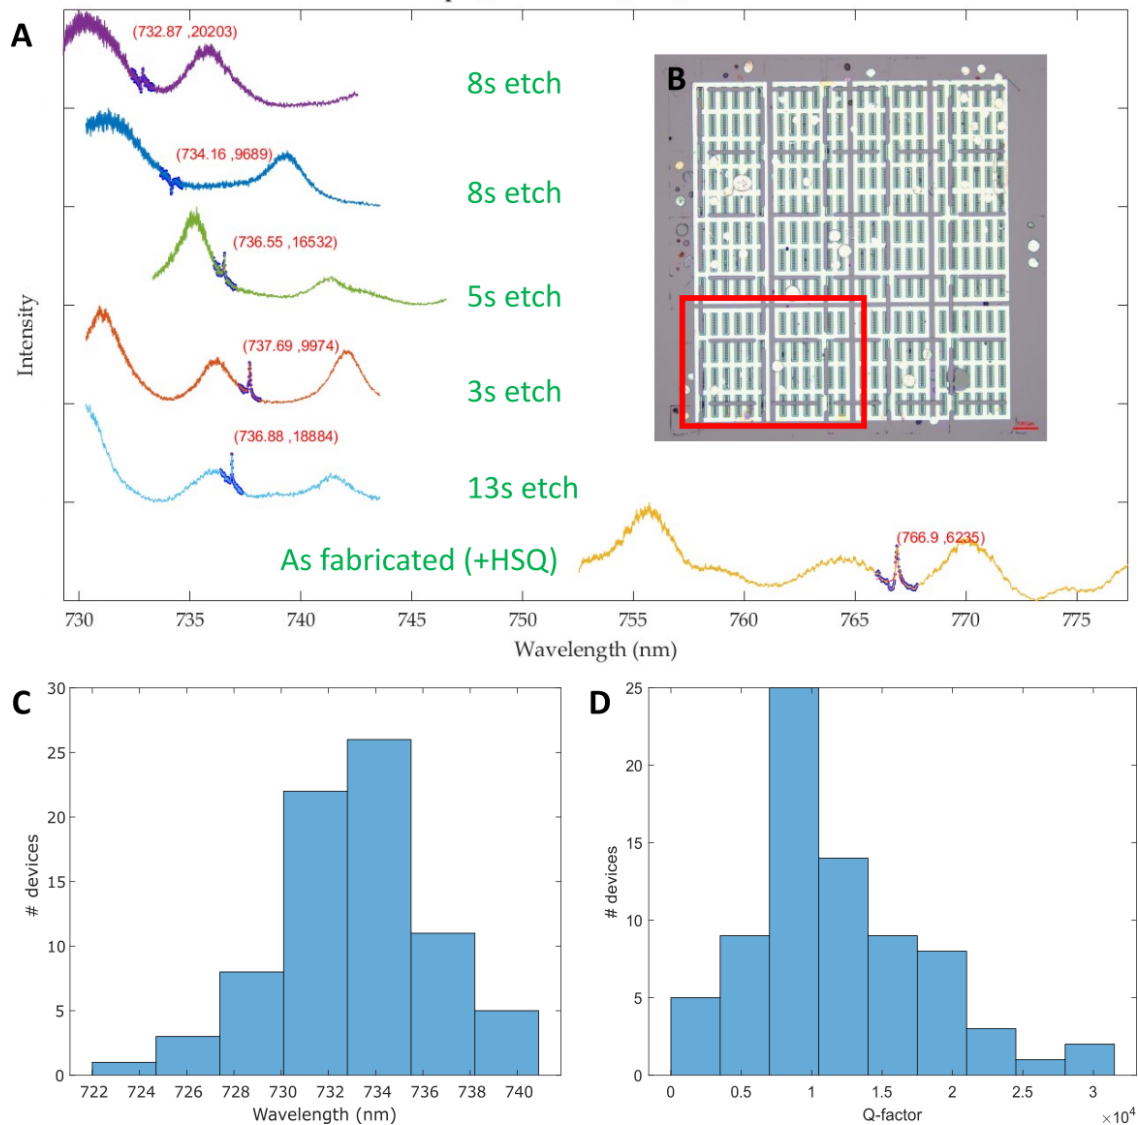 A
(732.87 ,20203)
8s etch
(734.16 ,9689)
8s etch
(736.55 ,16532)
5s etch
(737.69 ,9974)
3s etch
(736.88 ,18884)
13s etch
As fabricated (+HSQ)
(766.9 ,6235)
B
Intensity
730 735 740 745 750 755 760 765 770 775
Wavelength (nm)
C
30
25
20
15
10
5
0
# devices
722 724 726 728 730 732 734 736 738 740
Wavelength (nm)
D
25
20
15
10
5
0
# devices
0 0.5 1 1.5 2 2.5 3
Q-factor
×10⁴